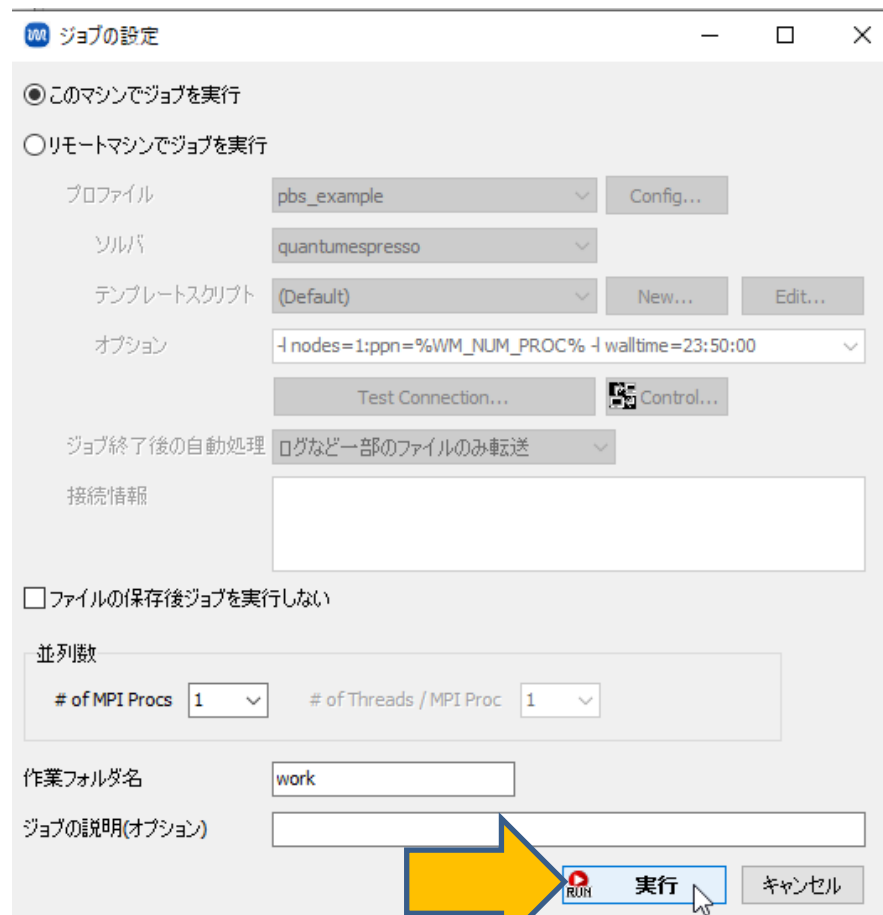 ジョブの設定
このマシンでジョブを実行
リモートマシンでジョブを実行
プロファイル pbs_example Config...
ソルバ quantumespresso
テンプレートスクリプト (Default) New... Edit...
オプション -l nodes=1:ppn=%WM_NUM_PROC% -l walltime=23:50:00
Test Connection... Control...
ジョブ終了後の自動処理 ログなど一部のファイルのみ転送
接続情報
ファイルの保存後ジョブを実行しない
並列数
# of MPI Procs 1 # of Threads / MPI Proc 1
作業フォルダ名 work
ジョブの説明(オプション)
RUN 実行 キャンセル